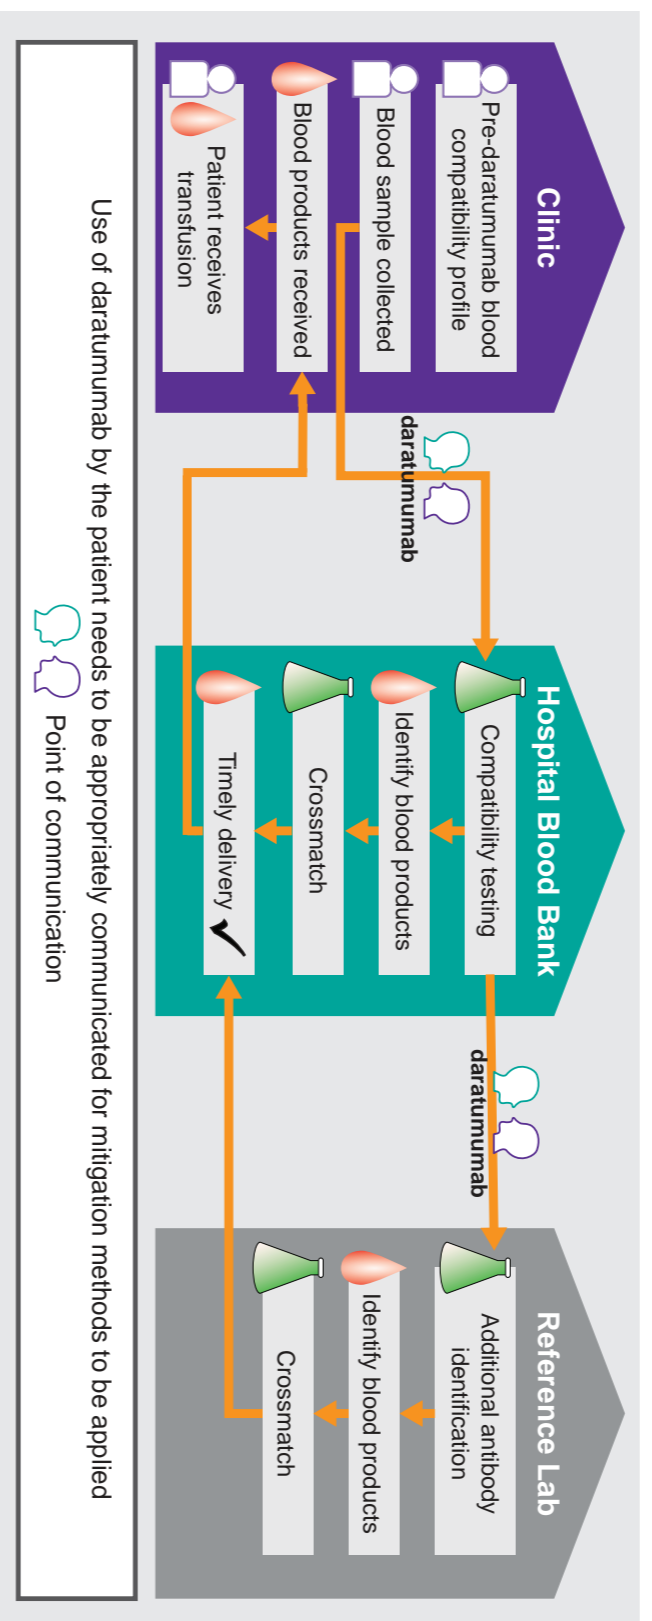 Clinic
Pre-daratumumab blood
compatibility profile
Blood sample collected
Blood products received
Patient receives
transfusion
daratumumab
Hospital Blood Bank
Compatibility testing
Identify blood products
Crossmatch
Timely delivery
daratumumab
Reference Lab
Additional antibody
identification
Identify blood products
Crossmatch
Use of daratumumab by the patient needs to be appropriately communicated for mitigation methods to be applied
Point of communication